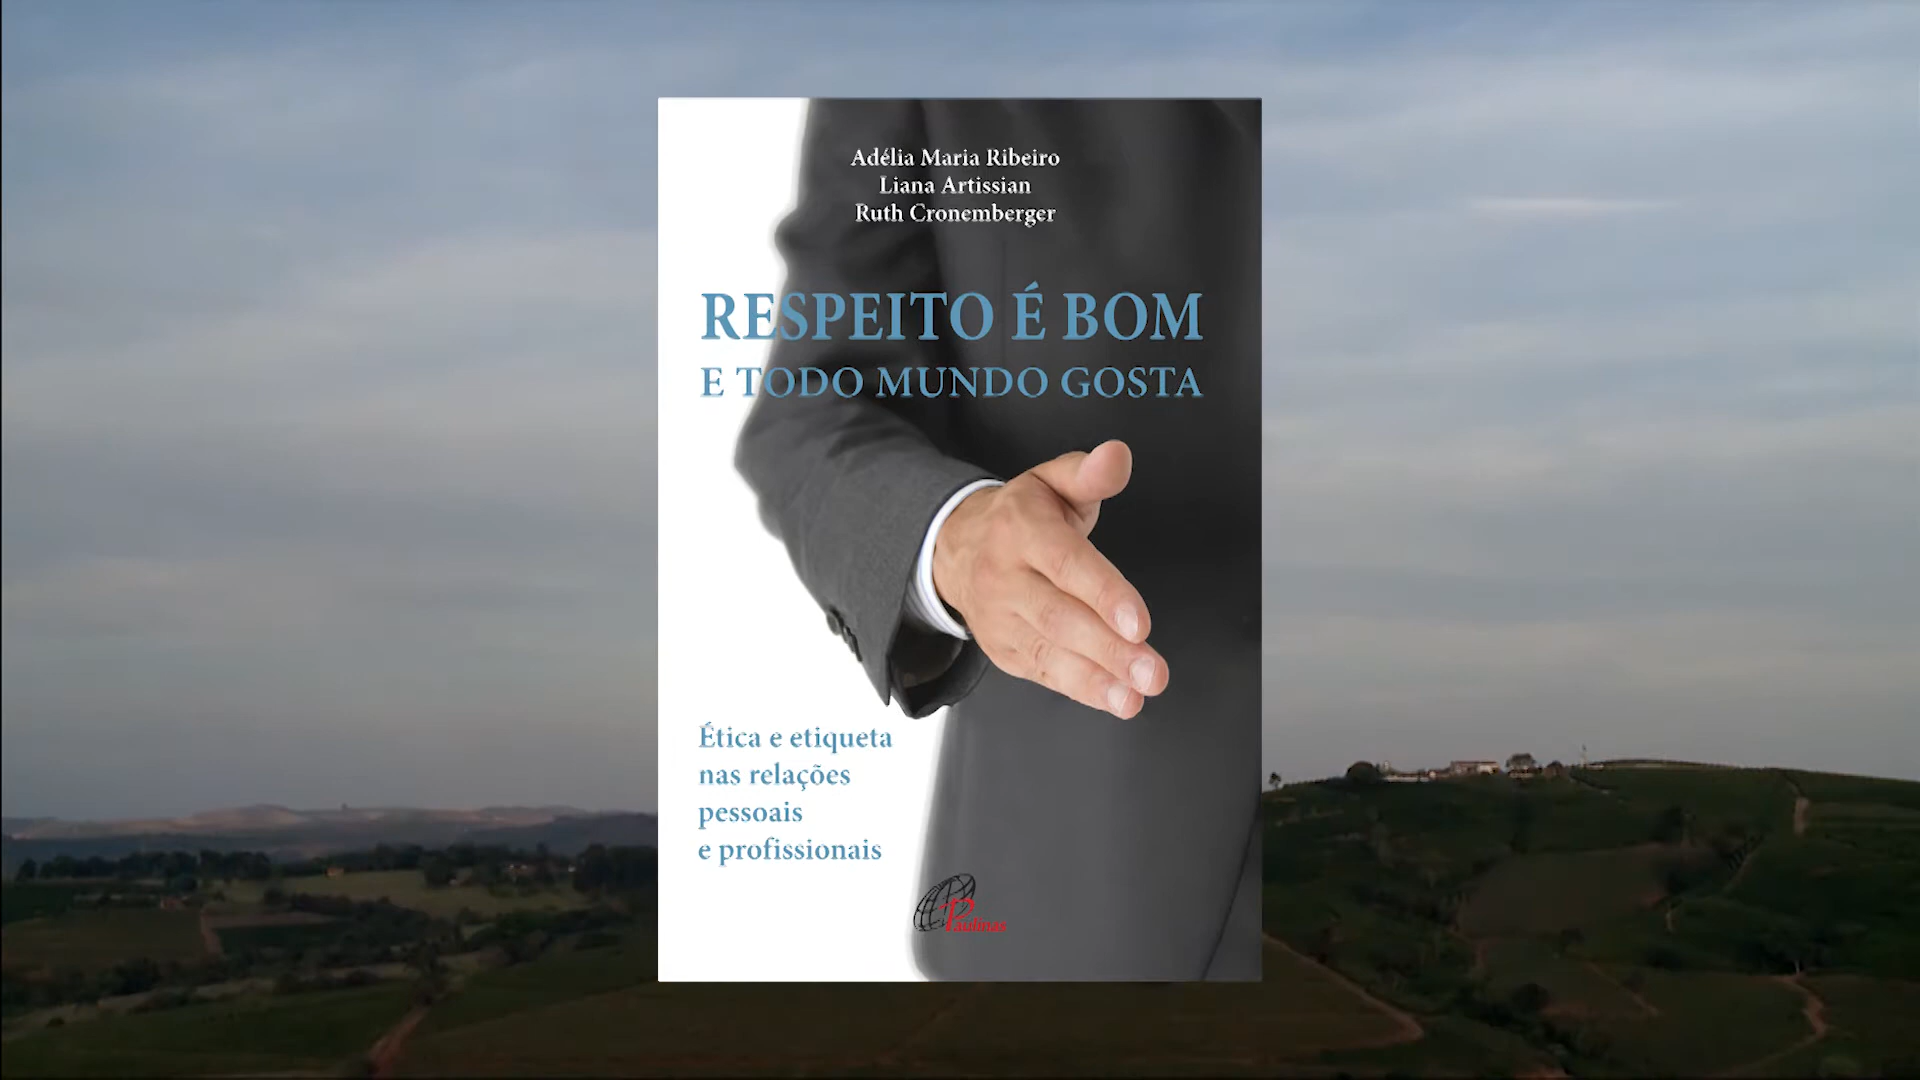 Adélia Maria Ribeiro
Liana Artissian
Ruth Cronemberger
RESPEITO É BOM
E TODO MUNDO GOSTA
Ética e etiqueta
nas relações
pessoais
e profissionais
Paulinas